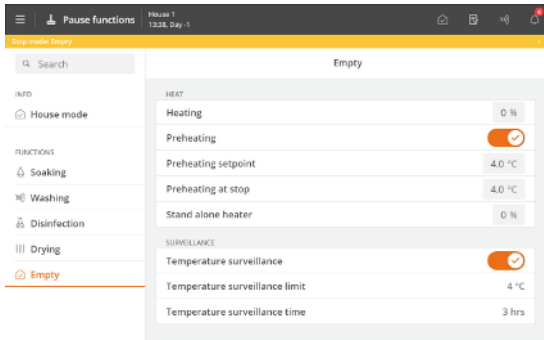 Pause functions
House 1
13:38, Day -1
Stop mode: Empty
Search
Empty
INFO
House mode
FUNCTIONS
Soaking
Washing
Disinfection
Drying
Empty
HEAT
Heating 0 %
Preheating
Preheating setpoint 4.0 °C
Preheating at stop 4.0 °C
Stand alone heater 0 %
SURVEILLANCE
Temperature surveillance
Temperature surveillance limit 4 °C
Temperature surveillance time 3 hrs